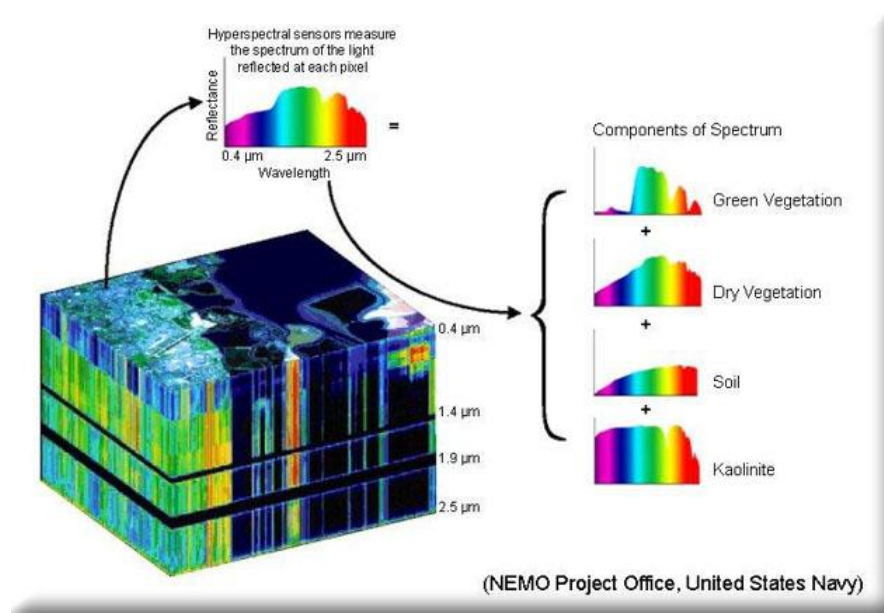 Hyperspectral sensors measure
the spectrum of the light
reflected at each pixel
Reflectance
=
0.4 µm
2.5 µm
Wavelength
Components of Spectrum
Green Vegetation
+
Dry Vegetation
+
Soil
+
Kaolinite
0.4 µm
1.4 µm
1.9 µm
2.5 µm
(NEMO Project Office, United States Navy)